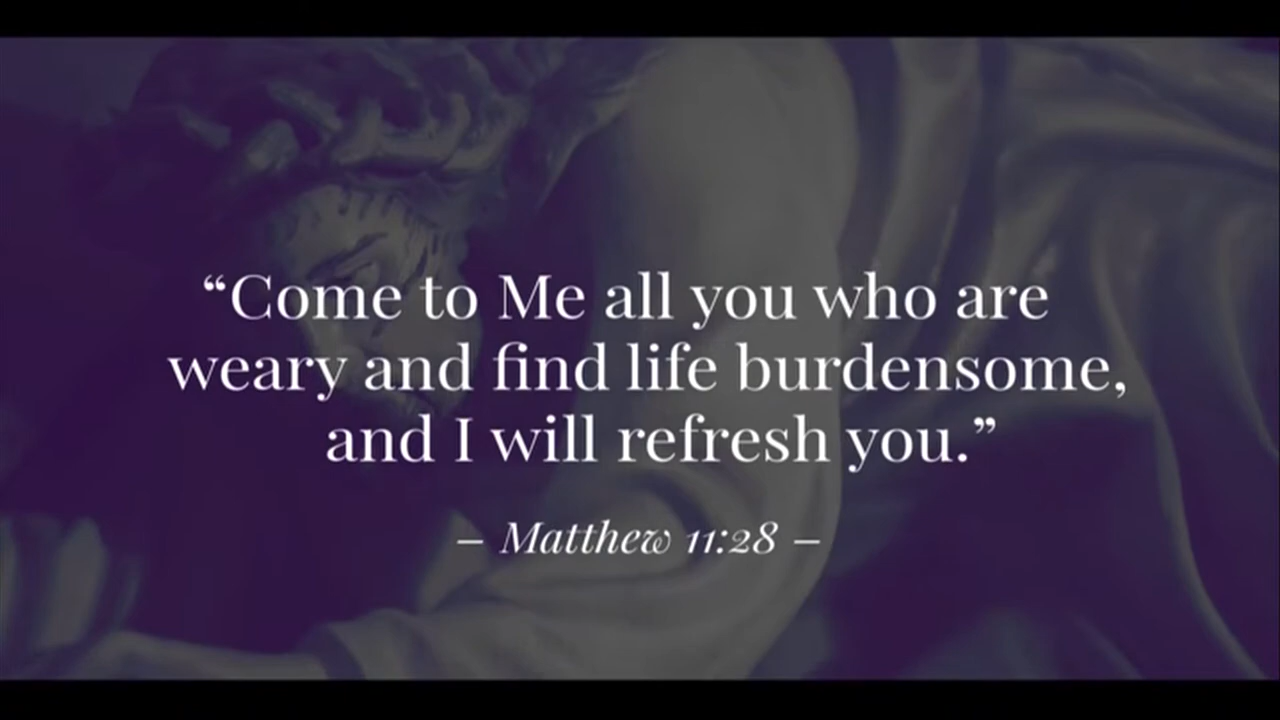 “Come to Me all you who are
weary and find life burdensome,
and I will refresh you.”
– Matthew 11:28 –